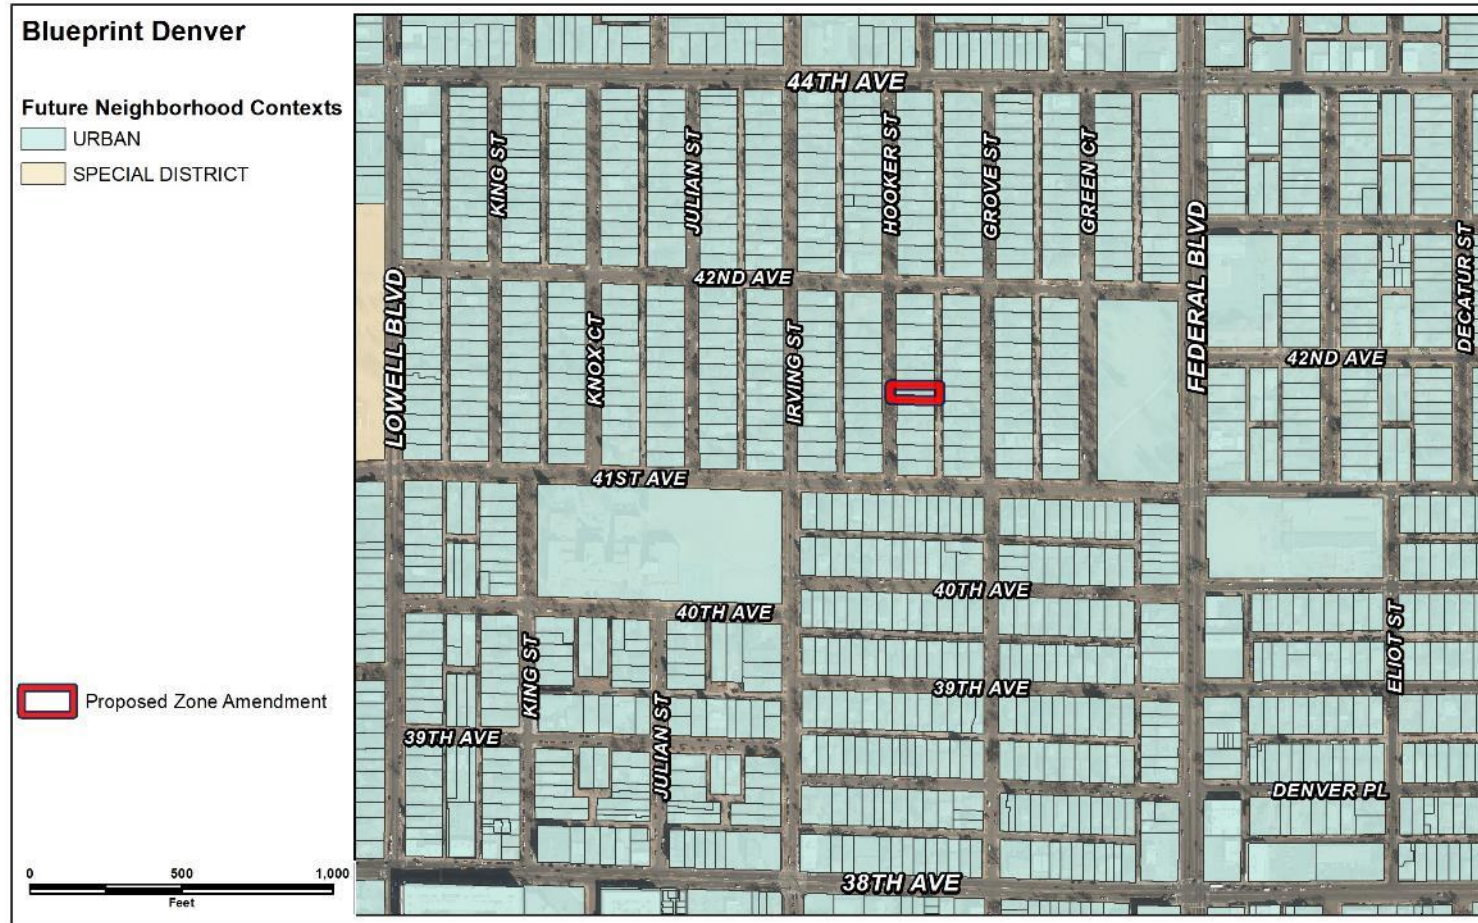 Blueprint Denver
Future Neighborhood Contexts
URBAN
SPECIAL DISTRICT
Proposed Zone Amendment
0 500 1,000
Feet
44TH AVE
KING ST
JULIAN ST
HOOKER ST
GROVE ST
GREEN CT
FEDERAL BLVD
DECATUR ST
42ND AVE
LOWELL BLVD
KNOX CT
IRVING ST
42ND AVE
41ST AVE
40TH AVE
40TH AVE
KING ST
ELIOT ST
39TH AVE
JULIAN ST
39TH AVE
DENVER PL
38TH AVE